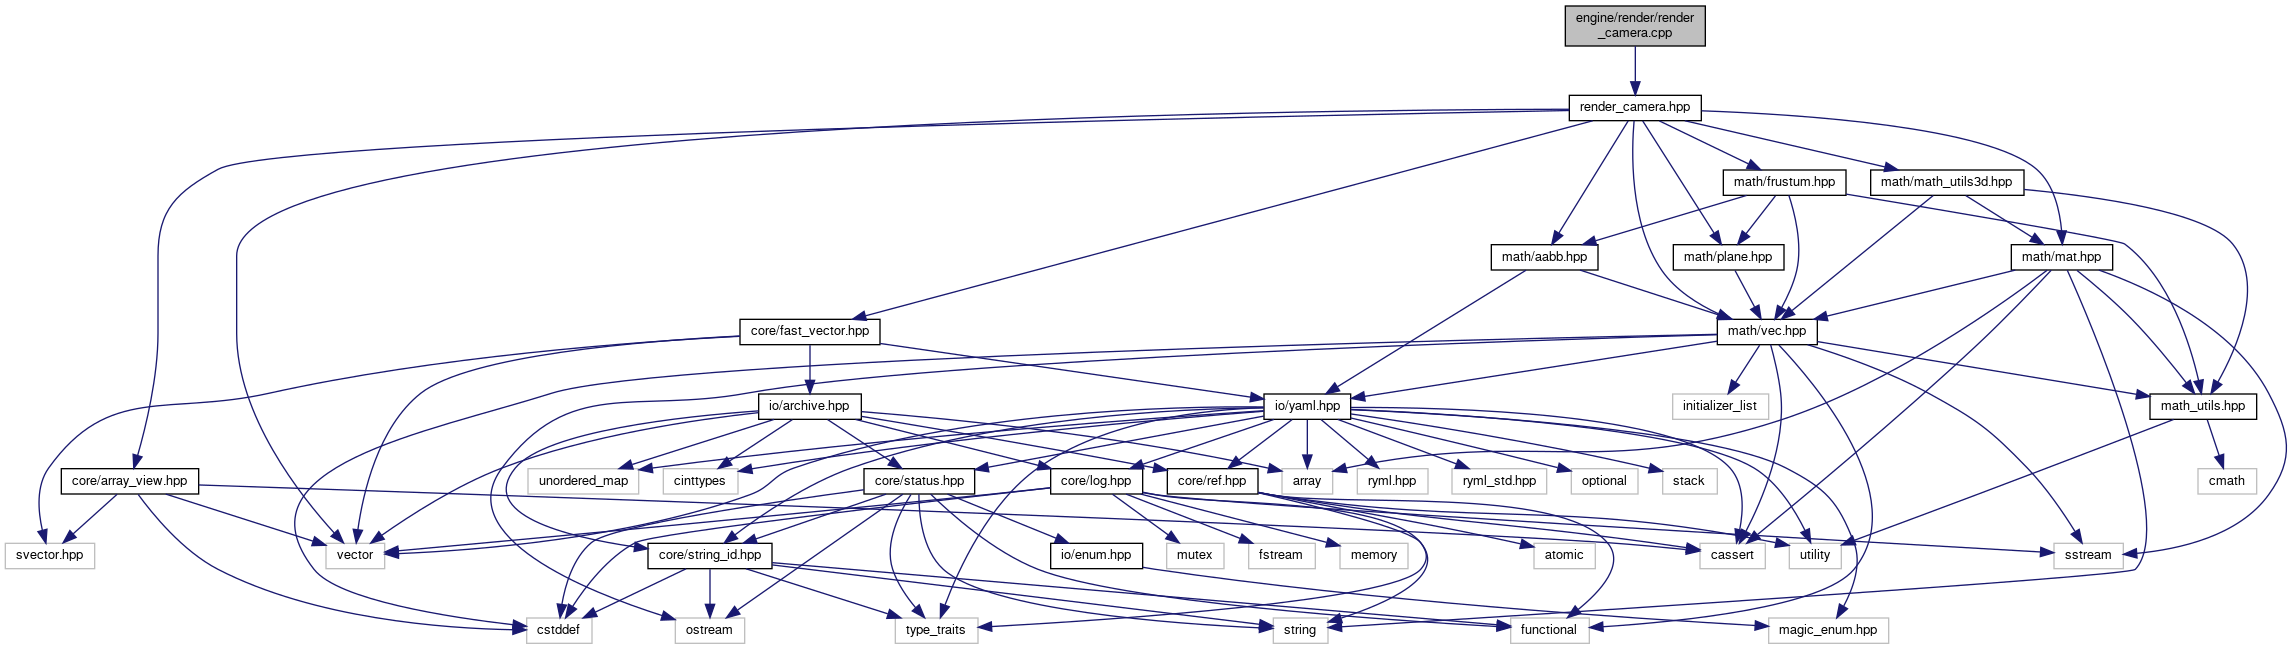 engine/render/render
_camera.cpp
render_camera.hpp
math/frustum.hpp
math/math_utils3d.hpp
math/aabb.hpp
math/plane.hpp
math/mat.hpp
core/fast_vector.hpp
math/vec.hpp
io/archive.hpp
io/yaml.hpp
initializer_list
math_utils.hpp
core/array_view.hpp
unordered_map
cinttypes
core/status.hpp
core/log.hpp
core/ref.hpp
array
ryml.hpp
ryml_std.hpp
optional
stack
cmath
svector.hpp
vector
core/string_id.hpp
io/enum.hpp
mutex
fstream
memory
atomic
cassert
utility
sstream
cstddef
ostream
type_traits
string
functional
magic_enum.hpp